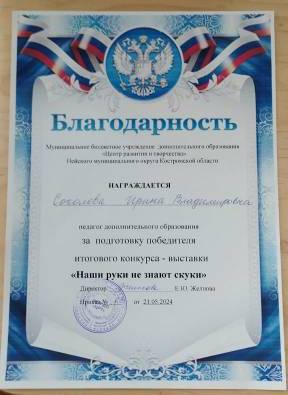 Благодарность
Муниципальное бюджетное учреждение дополнительного образования
«Центр развития и творчества»
Нейского муниципального округа Костромской области
НАГРАЖДАЕТСЯ
Соколова Ирина Владимировна
педагог дополнительного образования
за подготовку победителя
итогового конкурса - выставки
«Наши руки не знают скуки»
Директор Е.Ю. Желтова
Приказ № от 21.05.2024